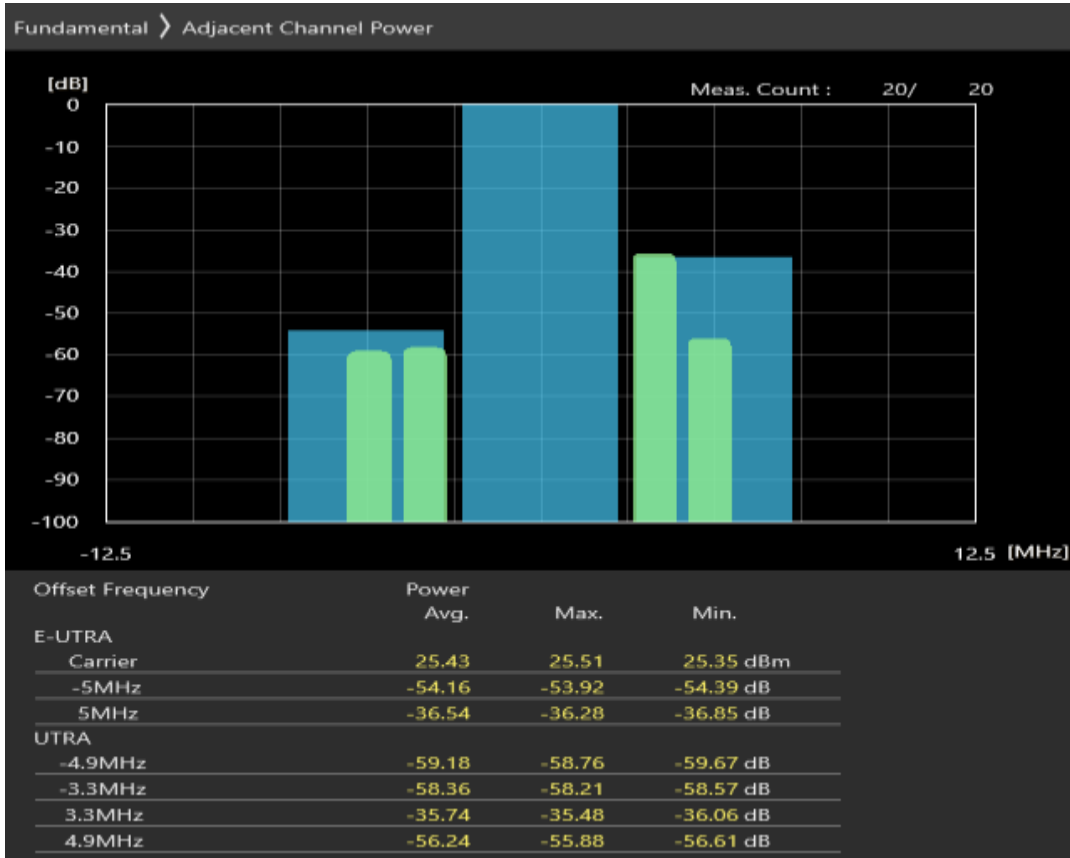 Fundamental 〉 Adjacent Channel Power
[dB]
Meas. Count : 20/ 20
0
-10
-20
-30
-40
-50
-60
-70
-80
-90
-100
-12.5 12.5 [MHz]
Offset Frequency Power
Avg. Max. Min.
E-UTRA
Carrier 25.43 25.51 25.35 dBm
-5MHz -54.16 -53.92 -54.39 dB
5MHz -36.54 -36.28 -36.85 dB
UTRA
-4.9MHz -59.18 -58.76 -59.67 dB
-3.3MHz -58.36 -58.21 -58.57 dB
3.3MHz -35.74 -35.48 -36.06 dB
4.9MHz -56.24 -55.88 -56.61 dB